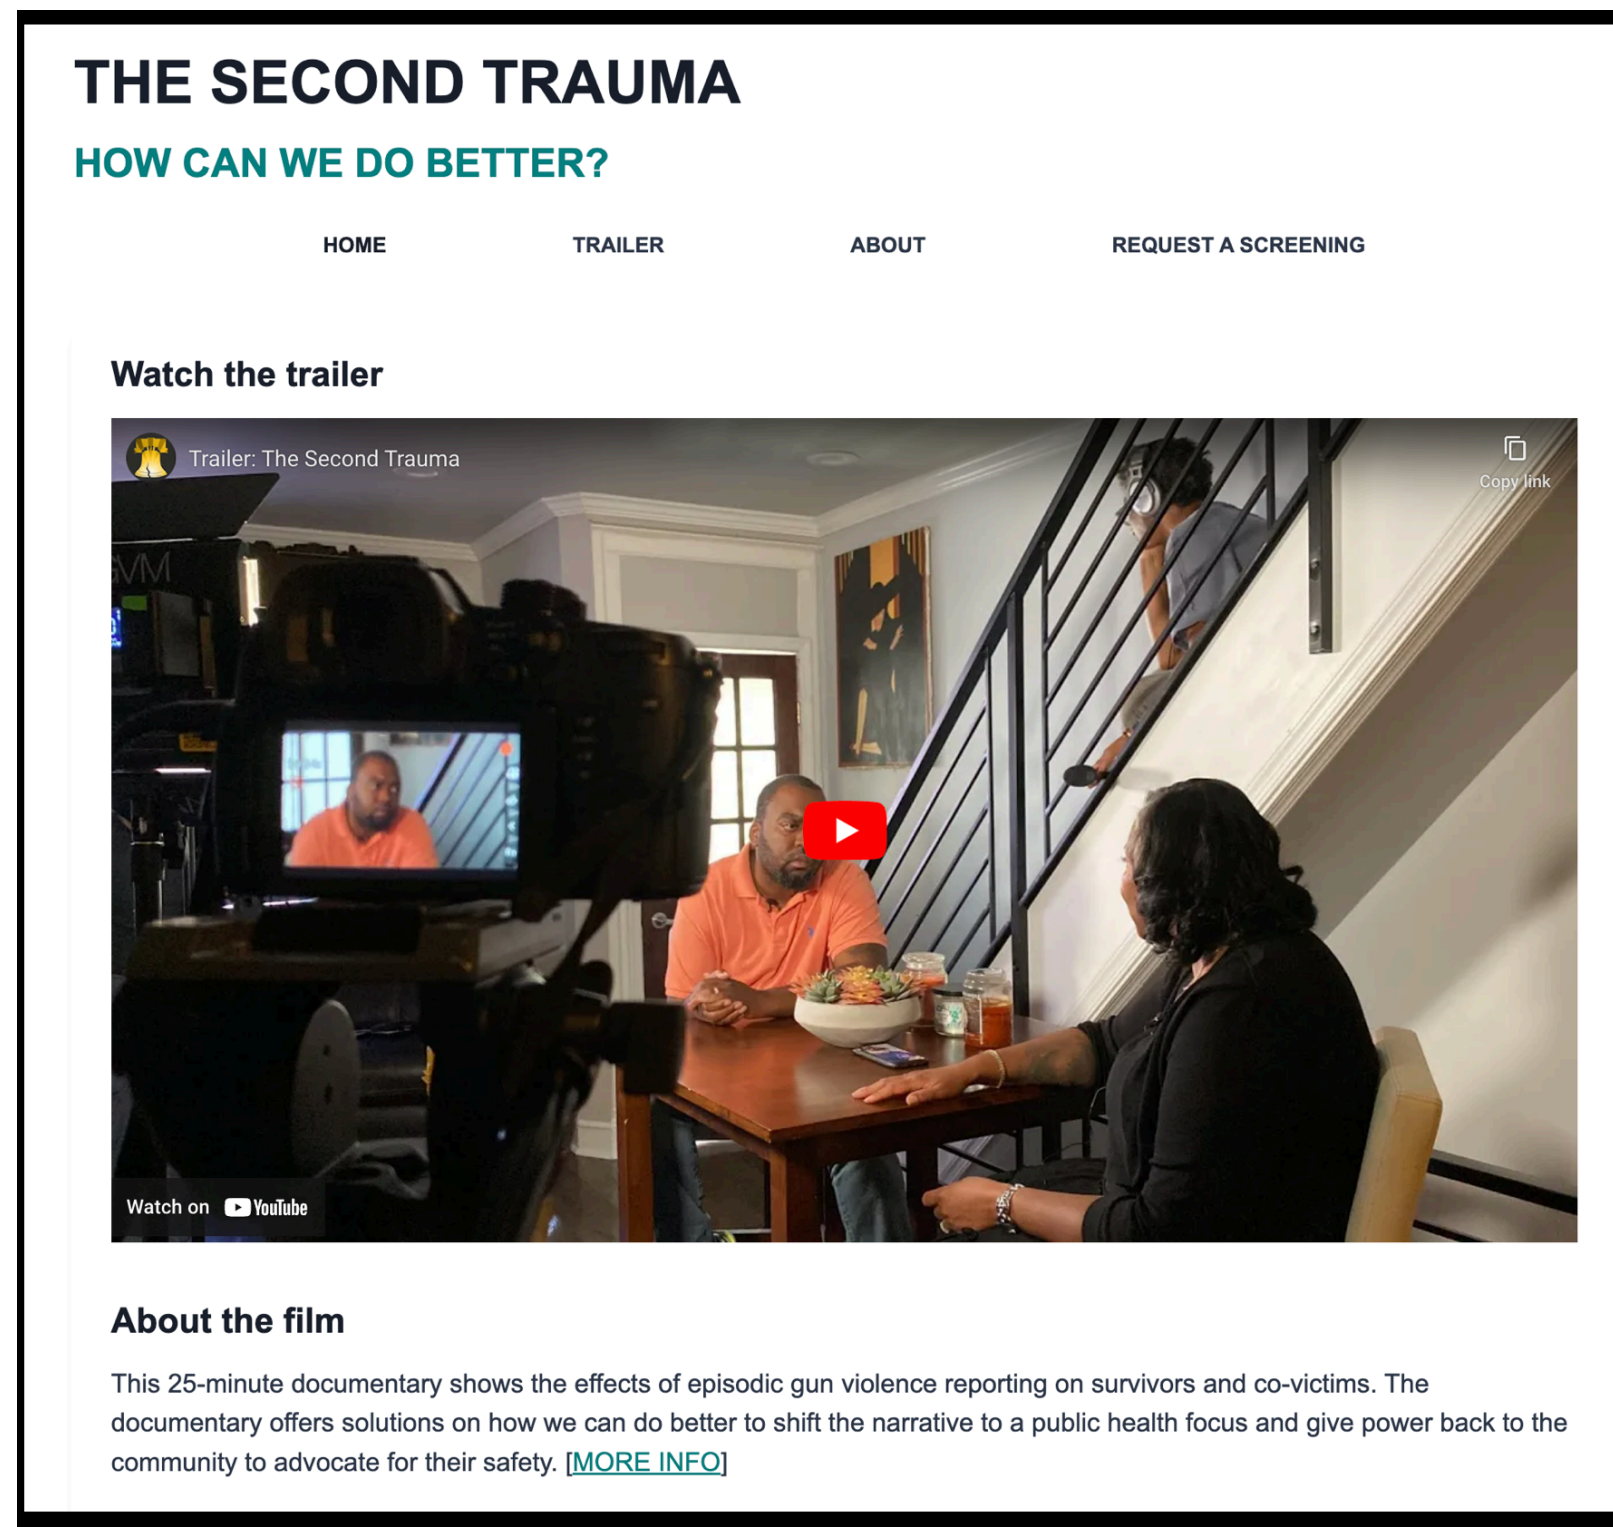 THE SECOND TRAUMA
HOW CAN WE DO BETTER?
HOME TRAILER ABOUT REQUEST A SCREENING
Watch the trailer
Trailer: The Second Trauma
Copy link
GVM
Watch on YouTube
About the film
This 25-minute documentary shows the effects of episodic gun violence reporting on survivors and co-victims. The
documentary offers solutions on how we can do better to shift the narrative to a public health focus and give power back to the
community to advocate for their safety. [MORE INFO]